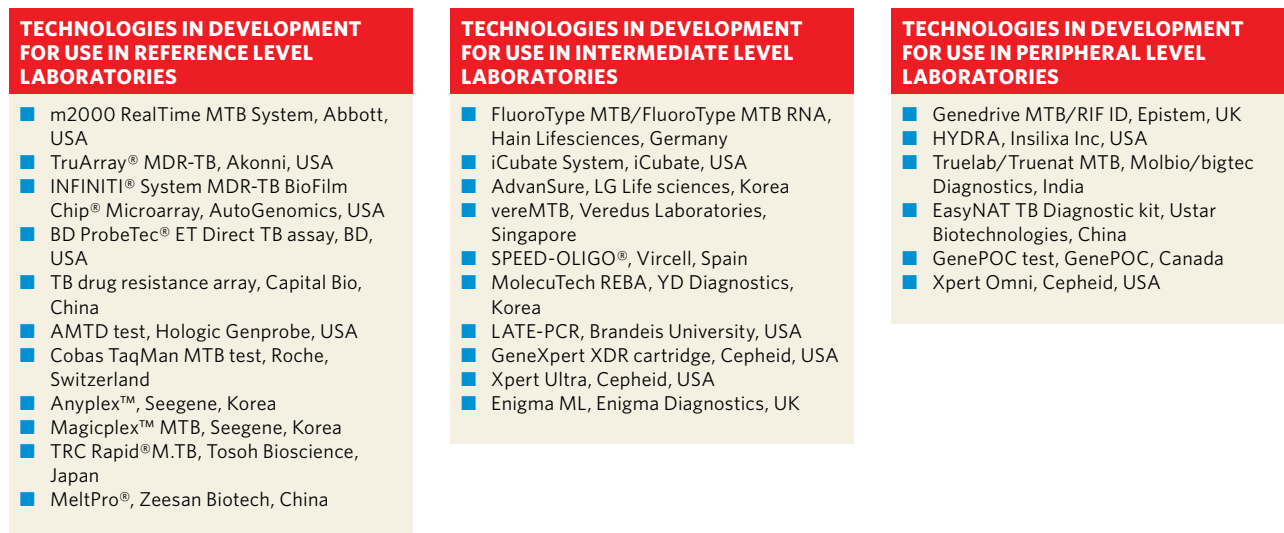 TECHNOLOGIES IN DEVELOPMENT
FOR USE IN REFERENCE LEVEL
LABORATORIES
m2000 RealTime MTB System, Abbott,
USA
TruArray® MDR-TB, Akonni, USA
INFINITI® System MDR-TB BioFilm
Chip® Microarray, AutoGenomics, USA
BD ProbeTec® ET Direct TB assay, BD,
USA
TB drug resistance array, Capital Bio,
China
AMTD test, Hologic Genprobe, USA
Cobas TaqMan MTB test, Roche,
Switzerland
Anyplex™, Seegene, Korea
Magicplex™ MTB, Seegene, Korea
TRC Rapid®M.TB, Tosoh Bioscience,
Japan
MeltPro®, Zeesan Biotech, China
TECHNOLOGIES IN DEVELOPMENT
FOR USE IN INTERMEDIATE LEVEL
LABORATORIES
FluoroType MTB/FluoroType MTB RNA,
Hain Lifesciences, Germany
iCubate System, iCubate, USA
AdvanSure, LG Life sciences, Korea
vereMTB, Veredus Laboratories,
Singapore
SPEED-OLIGO®, Vircell, Spain
MolecuTech REBA, YD Diagnostics,
Korea
LATE-PCR, Brandeis University, USA
GeneXpert XDR cartridge, Cepheid, USA
Xpert Ultra, Cepheid, USA
Enigma ML, Enigma Diagnostics, UK
TECHNOLOGIES IN DEVELOPMENT
FOR USE IN PERIPHERAL LEVEL
LABORATORIES
Genedrive MTB/RIF ID, Epistem, UK
HYDRA, Insilixa Inc, USA
Truelab/Truenat MTB, Molbio/bigtec
Diagnostics, India
EasyNAT TB Diagnostic kit, Ustar
Biotechnologies, China
GenePOC test, GenePOC, Canada
Xpert Omni, Cepheid, USA